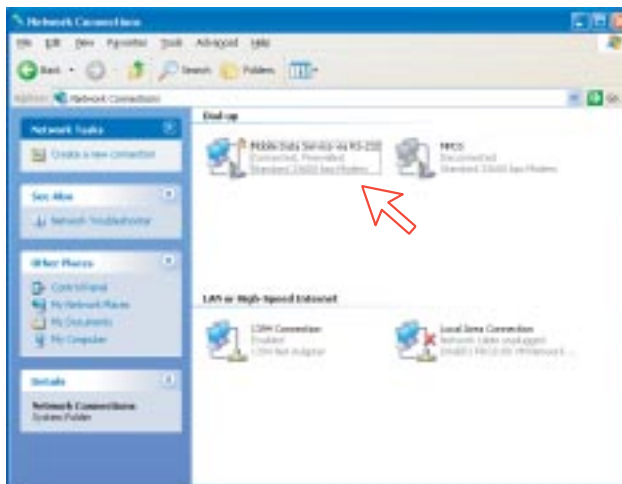 Network Connections
File Edit View Favorites Tools Advanced Help
Back Search Folders
Address Network Connections Go
Network Tasks
Create a new connection
See Also
Network Troubleshooter
Other Places
Control Panel
My Network Places
My Documents
My Computer
Details
Network Connections
System Folder
Dial-up
Mobile Data Service via RS-232
Connected, Firewalled
Standard 33600 bps Modem
Disconnected
Standard 33600 bps Modem
LAN or High-Speed Internet
Connection
Enabled
Net Adapter
Local Area Connection
Network cable unplugged